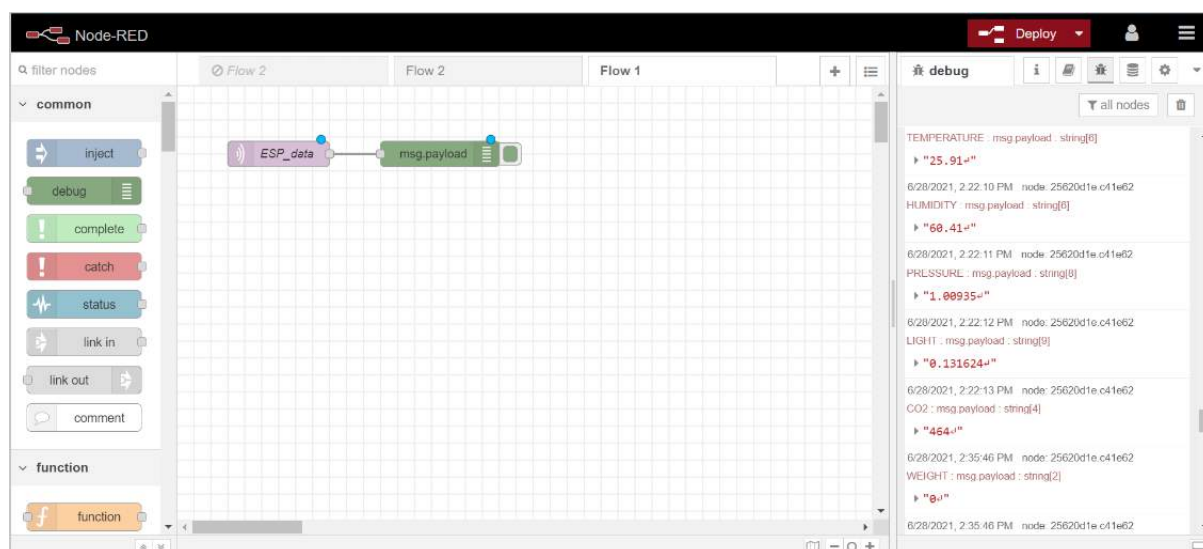 Node-RED
Deploy
filter nodes
Flow 2
Flow 2
Flow 1
debug
i
common
all nodes
inject
debug
complete
catch
status
link in
link out
comment
function
f
function
ESP_data
msg.payload
TEMPERATURE : msg.payload : string[6]
"25.91↵"
6/28/2021, 2:22:10 PM node: 25620d1e.c41e62
HUMIDITY : msg.payload : string[6]
"60.41↵"
6/28/2021, 2:22:11 PM node: 25620d1e.c41e62
PRESSURE : msg.payload : string[8]
"1.00935↵"
6/28/2021, 2:22:12 PM node: 25620d1e.c41e62
LIGHT : msg.payload : string[9]
"0.131624↵"
6/28/2021, 2:22:13 PM node: 25620d1e.c41e62
CO2 : msg.payload : string[4]
"464↵"
6/28/2021, 2:35:46 PM node: 25620d1e.c41e62
WEIGHT : msg.payload : string[2]
"0↵"
6/28/2021, 2:35:46 PM node: 25620d1e.c41e62